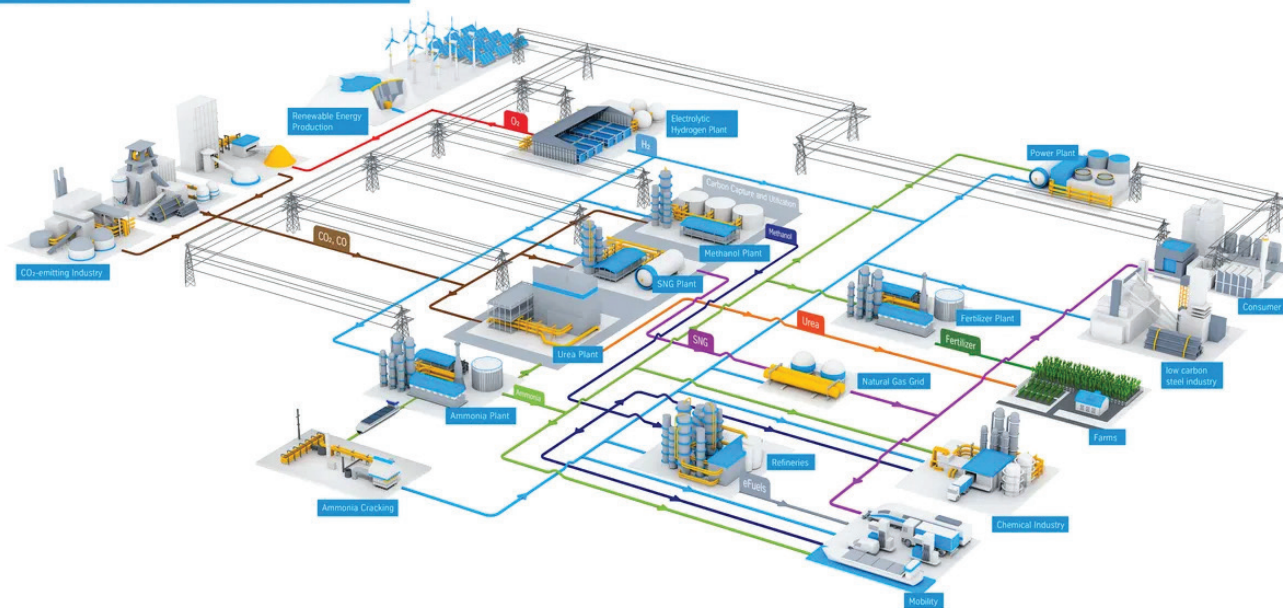 Renewable Energy
Production
O₂
Electrolytic
Hydrogen Plant
H₂
Power Plant
Carbon Capture and Utilization
Methanol
CO₂, CO
Methanol Plant
CO₂-emitting Industry
SNG Plant
Consumer
Fertilizer Plant
Urea
Urea Plant
SNG
Fertilizer
low carbon
steel industry
Natural Gas Grid
Ammonia
Ammonia Plant
Farms
Refineries
eFuels
Ammonia Cracking
Chemical Industry
Mobility